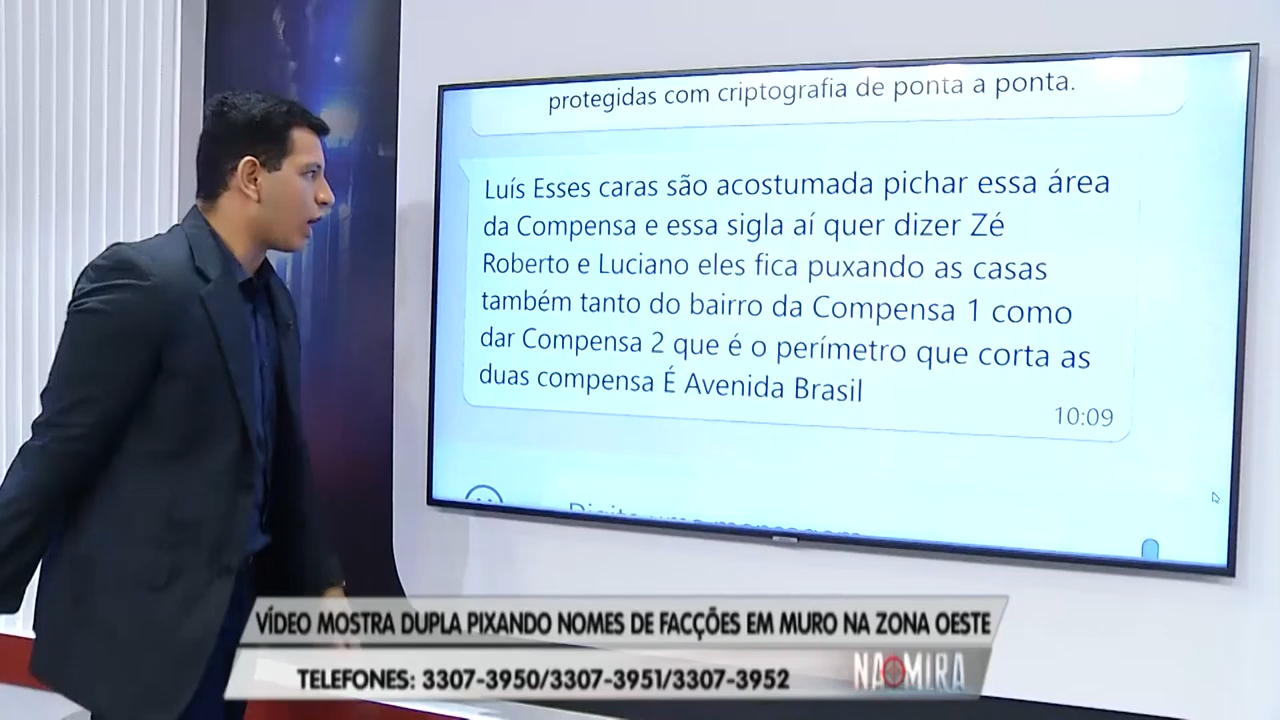 protegidas com criptografia de ponta a ponta.
Luís Esses caras são acostumada pichar essa área
da Compensa e essa sigla aí quer dizer Zé
Roberto e Luciano eles fica puxando as casas
também tanto do bairro da Compensa 1 como
dar Compensa 2 que é o perímetro que corta as
duas compensa É Avenida Brasil
10:09
VÍDEO MOSTRA DUPLA PIXANDO NOMES DE FACÇÕES EM MURO NA ZONA OESTE
TELEFONES: 3307-3950/3307-3951/3307-3952
NA MIRA